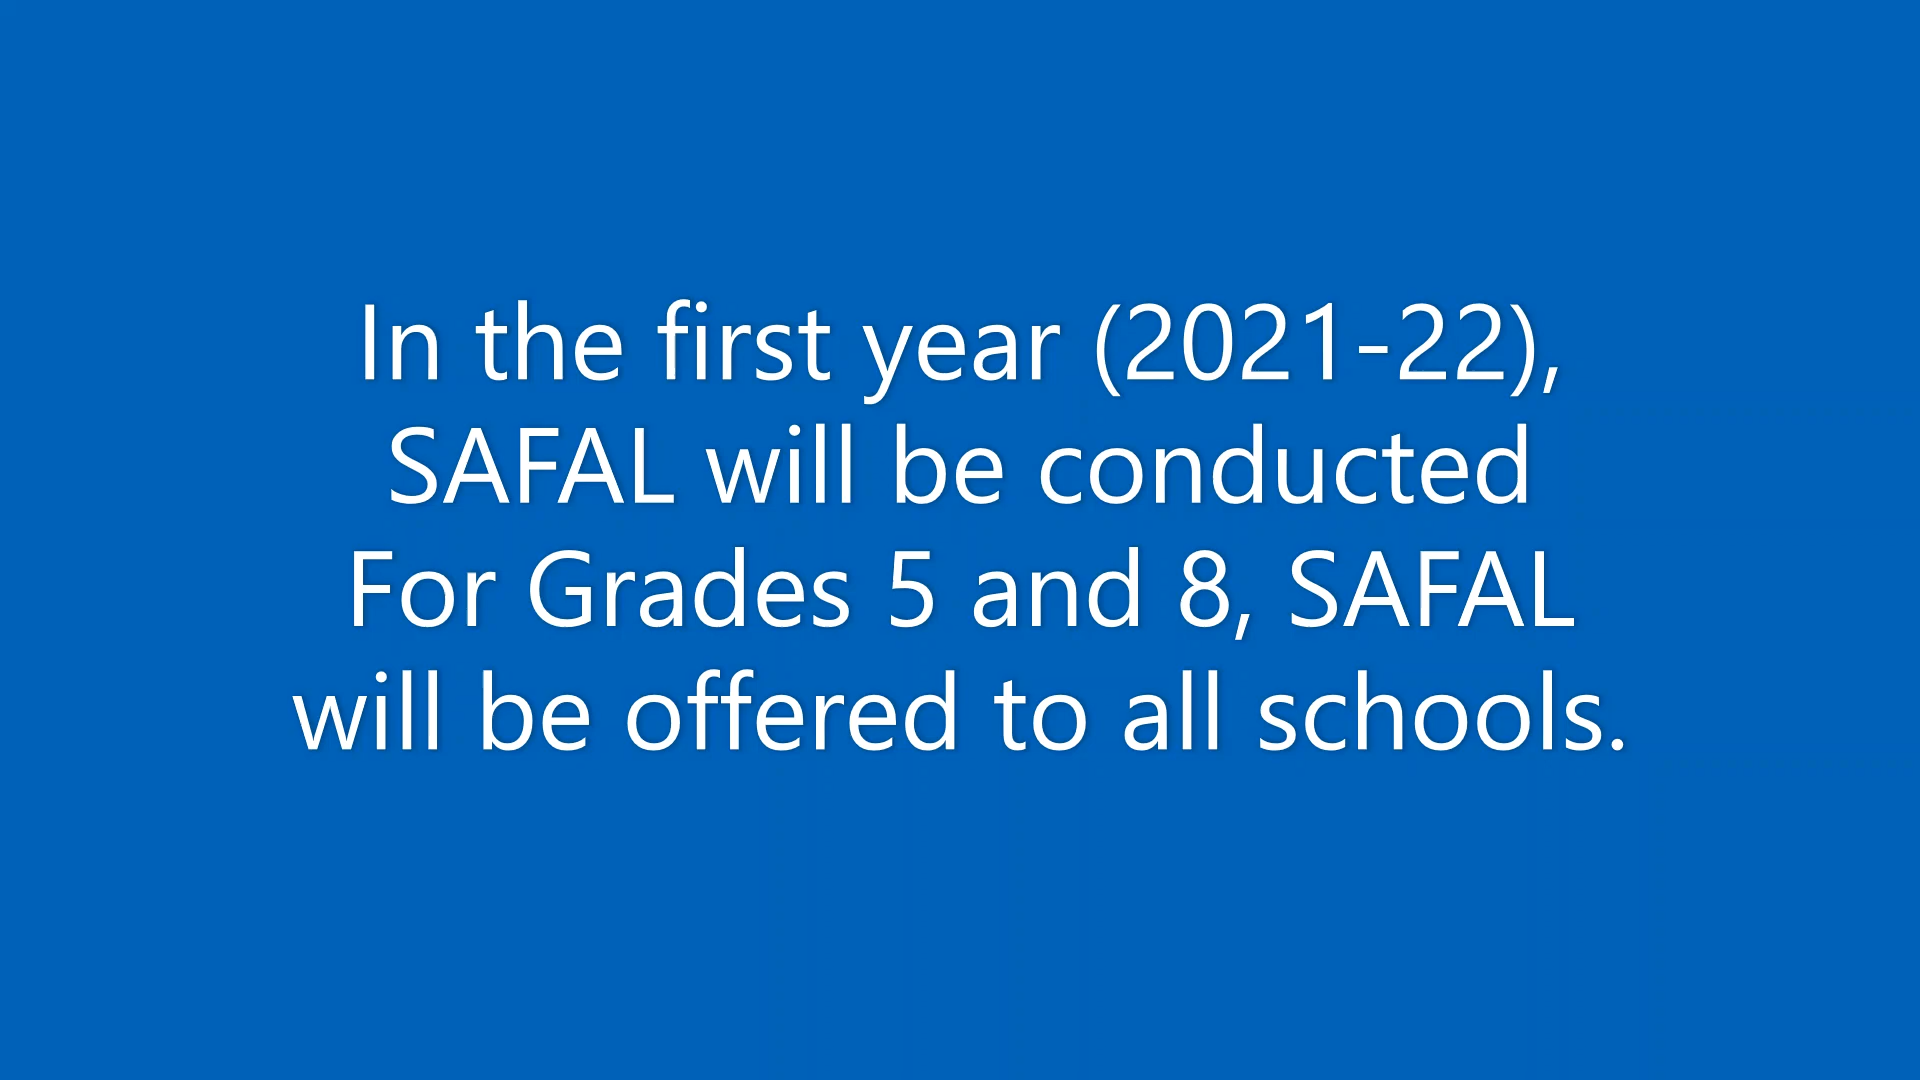 In the first year (2021-22),
SAFAL will be conducted
For Grades 5 and 8, SAFAL
will be offered to all schools.